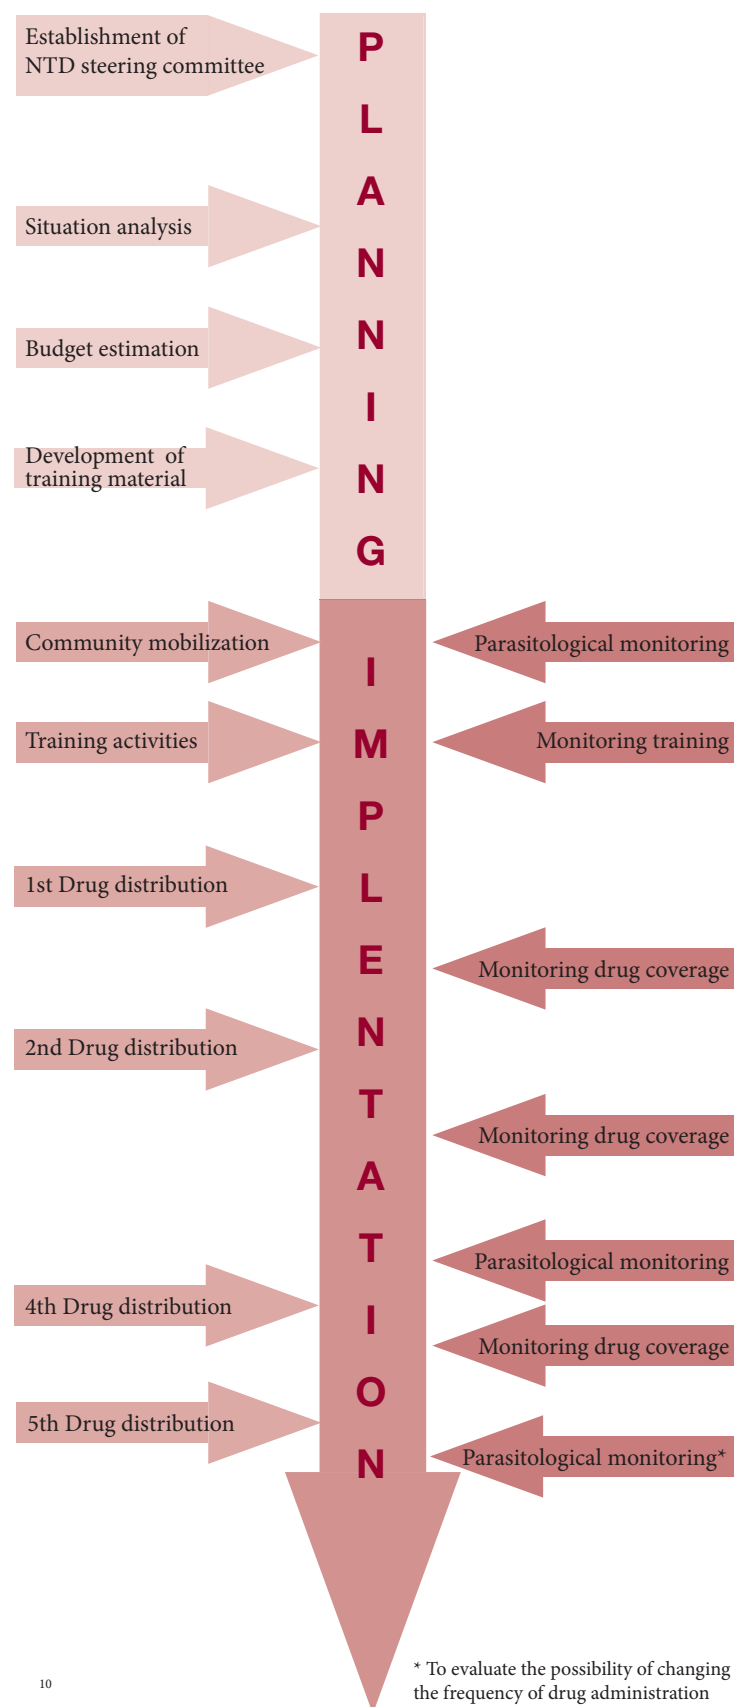 Establishment of
NTD steering committee
Situation analysis
Budget estimation
Development of
training material
PLANNING
Community mobilization
Parasitological monitoring
Training activities
Monitoring training
1st Drug distribution
Monitoring drug coverage
2nd Drug distribution
Monitoring drug coverage
Parasitological monitoring
4th Drug distribution
Monitoring drug coverage
5th Drug distribution
Parasitological monitoring*
IMPLENTATION
* To evaluate the possibility of changing
the frequency of drug administration
10